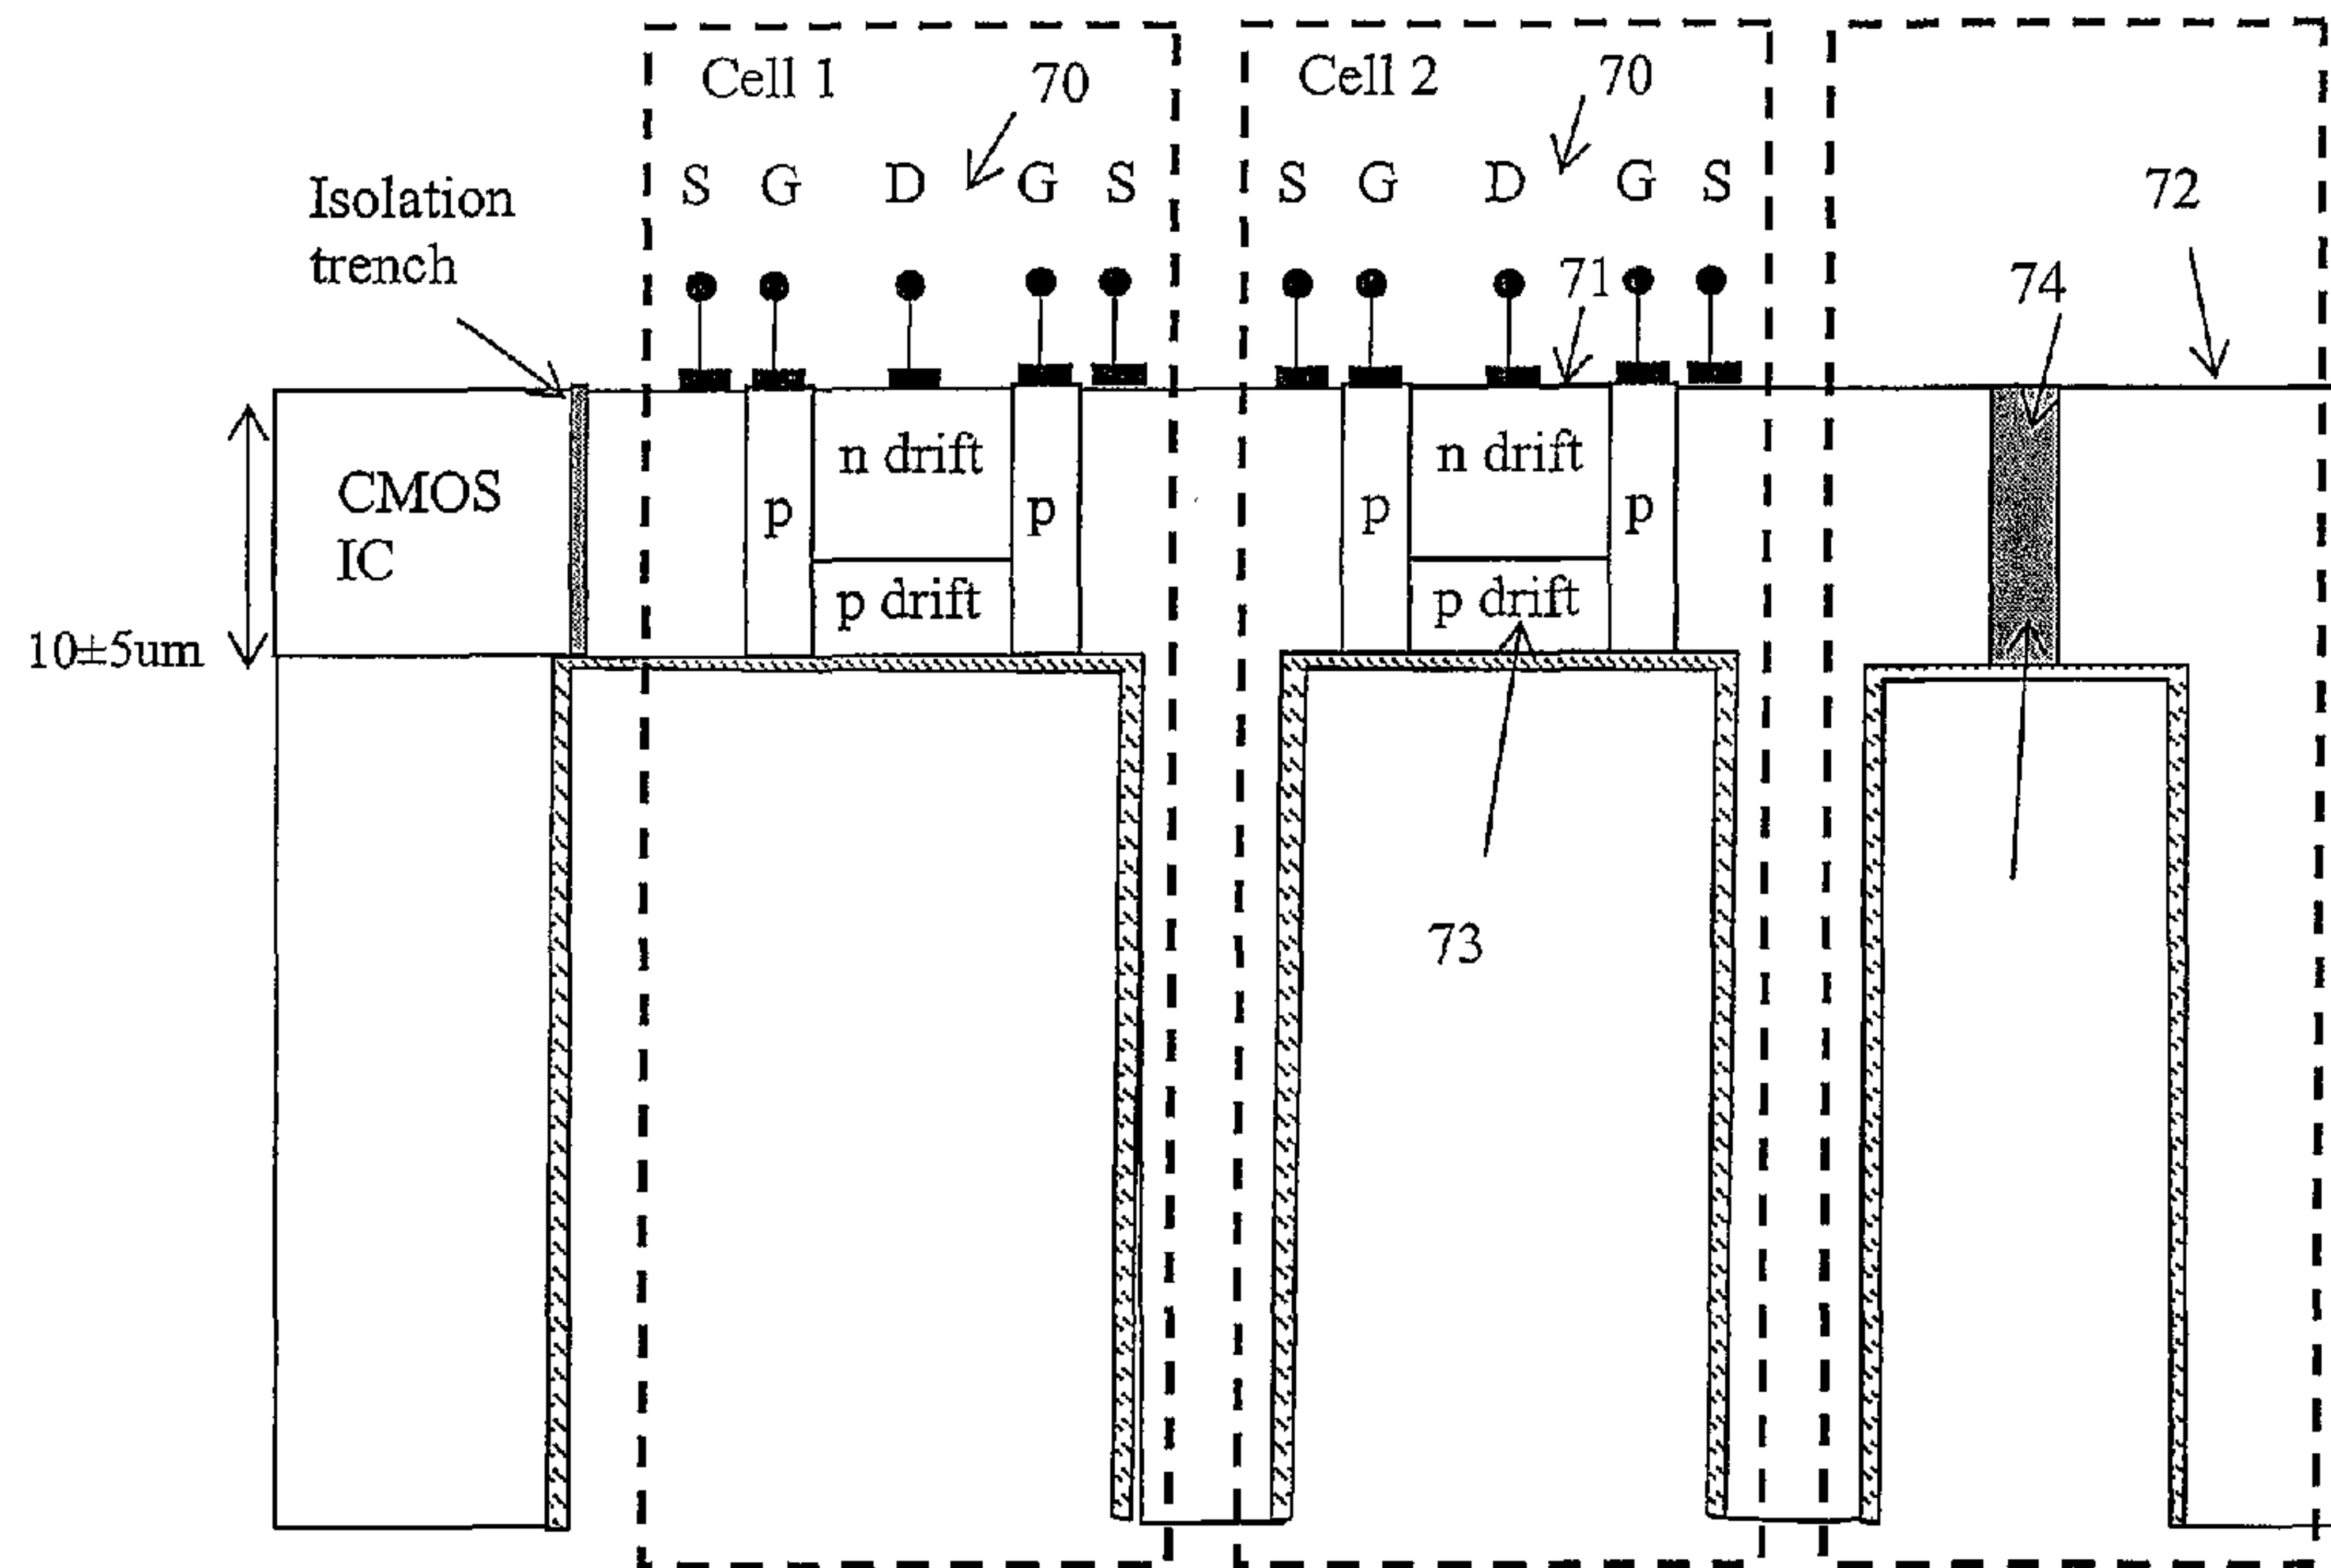 Cell 1
70
Cell 2
70
Isolation
trench
S G D G S
S G D G S
72
71
74
CMOS
IC
p
n drift
p
p
n drift
p
p drift
p drift
10±5um
73